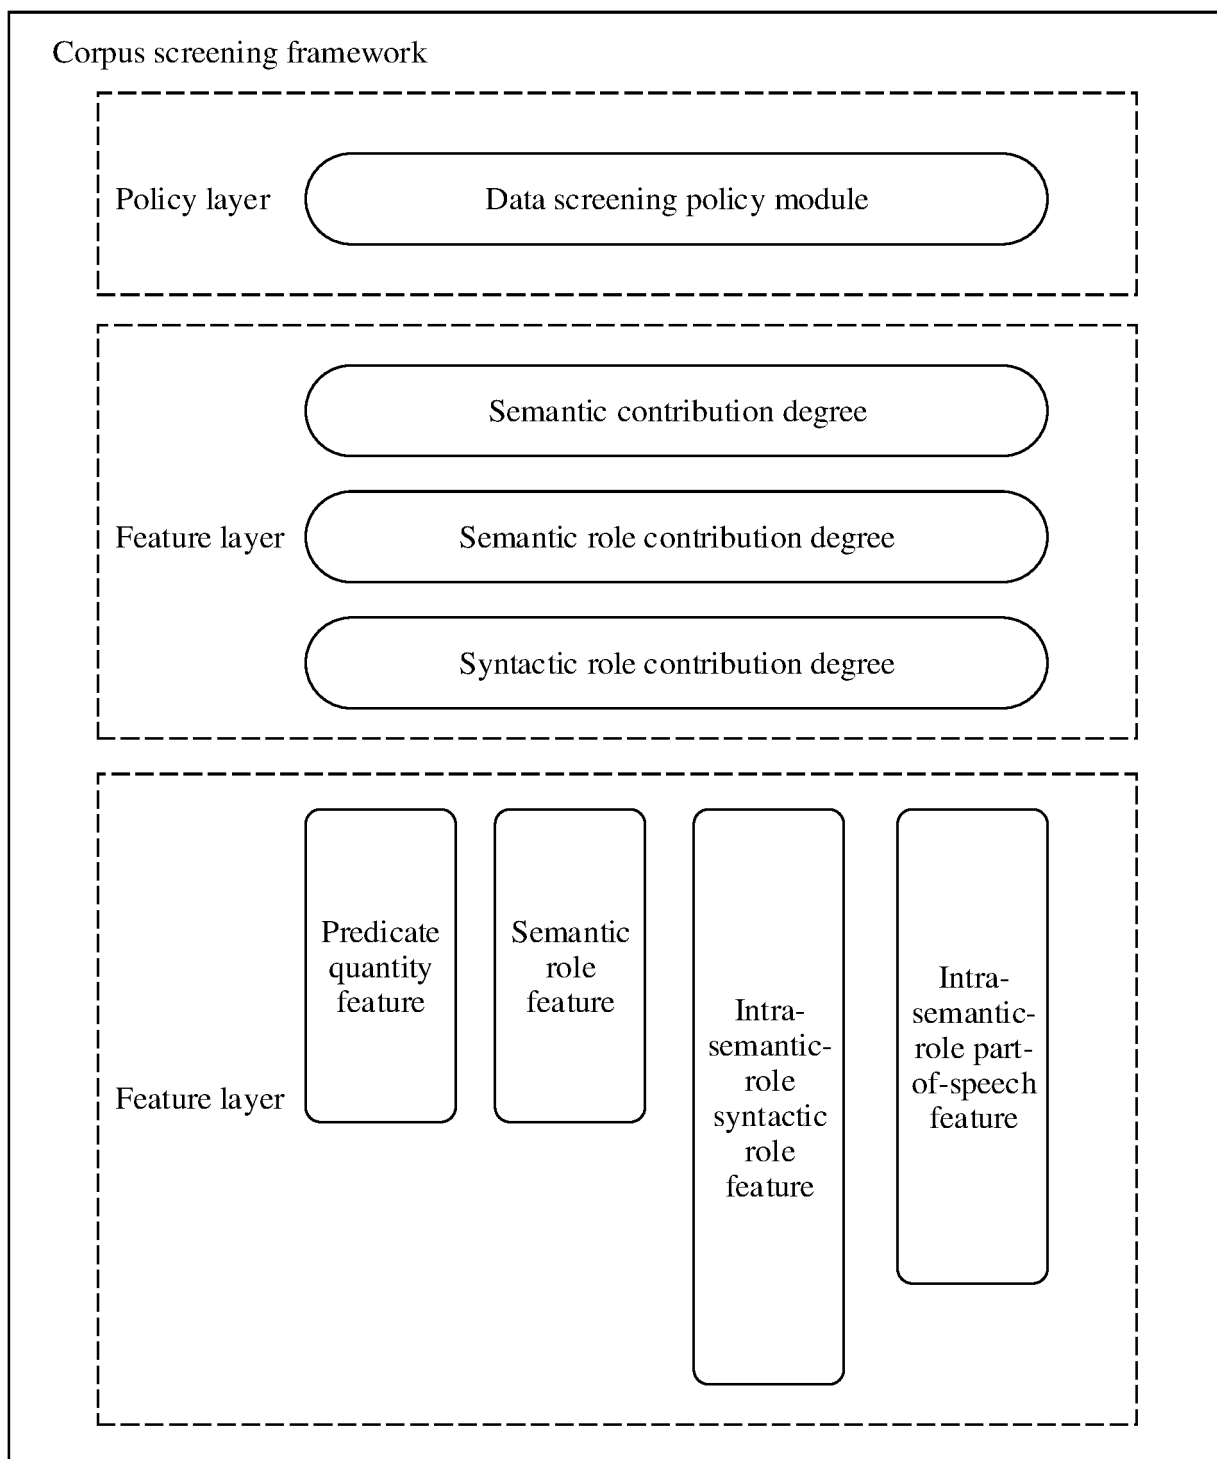 Corpus screening framework
Policy layer
Data screening policy module
Semantic contribution degree
Feature layer
Semantic role contribution degree
Syntactic role contribution degree
Feature layer
Predicate
quantity
feature
Semantic
role
feature
Intra-
semantic-
role
syntactic
role
feature
Intra-
semantic-
role part-
of-speech
feature